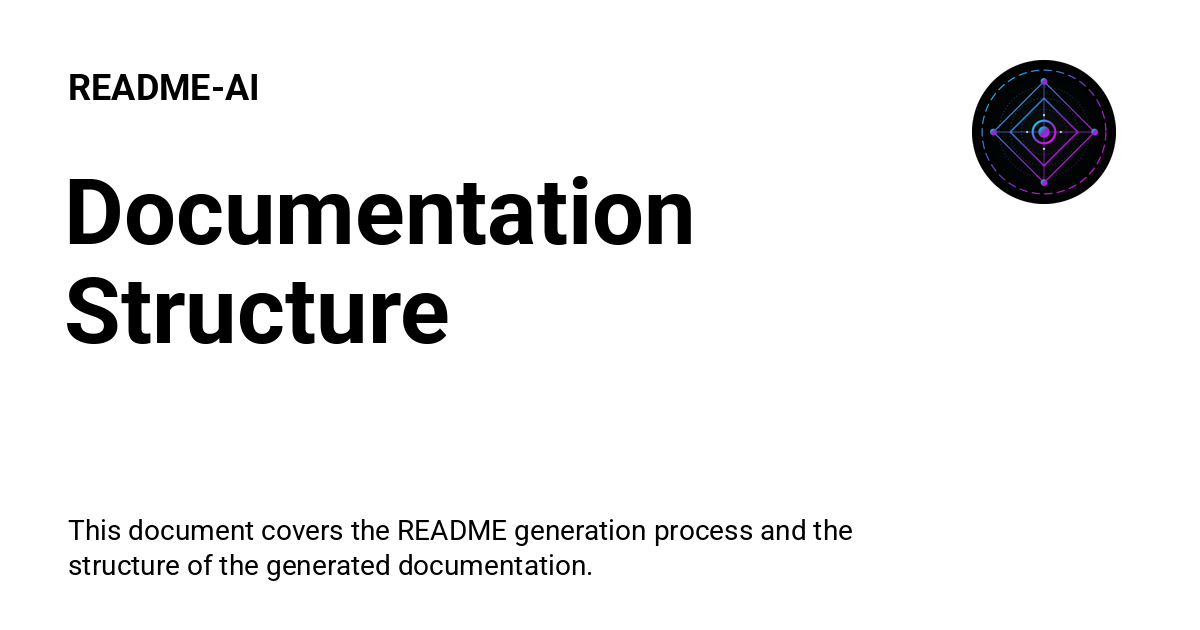 README-AI
Documentation
Structure
This document covers the README generation process and the
structure of the generated documentation.